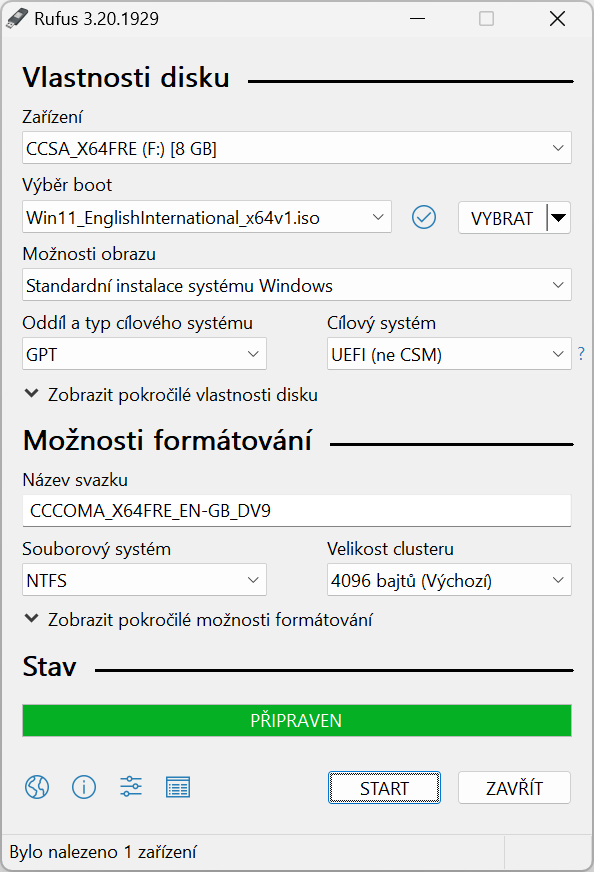 Rufus 3.20.1929
Vlastnosti disku
Zařízení
CCSA_X64FRE (F:) [8 GB]
Výběr boot
Win11_EnglishInternational_x64v1.iso
VYBRAT
Možnosti obrazu
Standardní instalace systému Windows
Oddíl a typ cílového systému
Cílový systém
GPT
UEFI (ne CSM)
?
Zobrazit pokročilé vlastnosti disku
Možnosti formátování
Název svazku
CCCOMA_X64FRE_EN-GB_DV9
Souborový systém
Velikost clusteru
NTFS
4096 bajtů (Výchozí)
Zobrazit pokročilé možnosti formátování
Stav
PŘIPRAVEN
START
ZAVŘÍT
Bylo nalezeno 1 zařízení